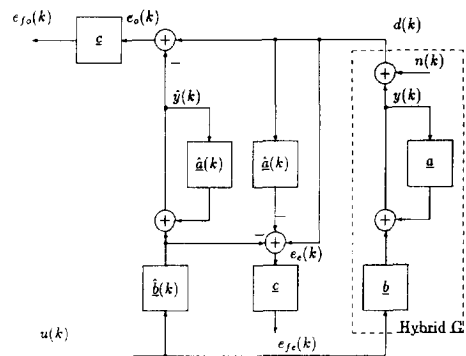 e_{fo}(k) e_o(k) d(k)
c
n(k)
ŷ(k) y(k)
â(k) â(k) a
e_e(k)
b̂(k) c b
u(k) Hybrid G
e_{fe}(k)